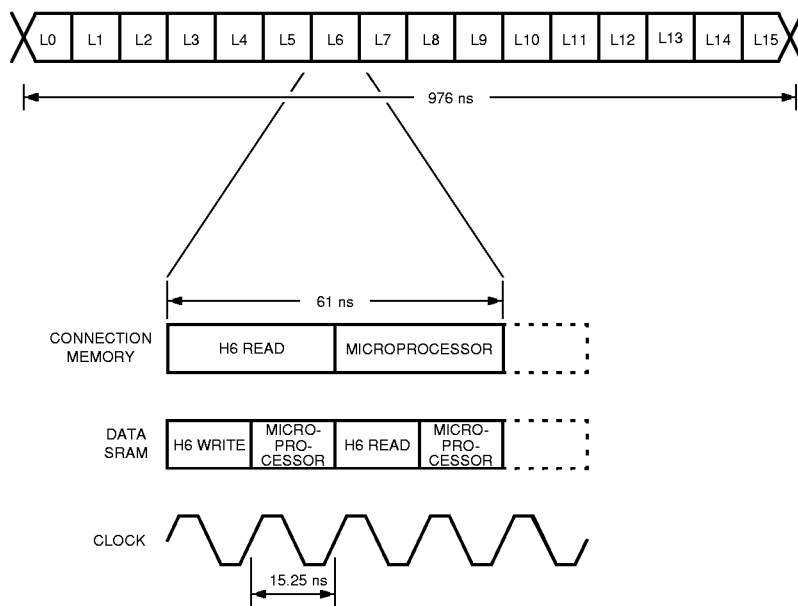 L0 L1 L2 L3 L4 L5 L6 L7 L8 L9 L10 L11 L12 L13 L14 L15
976 ns
61 ns
CONNECTION
MEMORY
H6 READ
MICROPROCESSOR
DATA
SRAM
H6 WRITE
MICRO-
PRO-
CESSOR
H6 READ
MICRO-
PRO-
CESSOR
CLOCK
15.25 ns